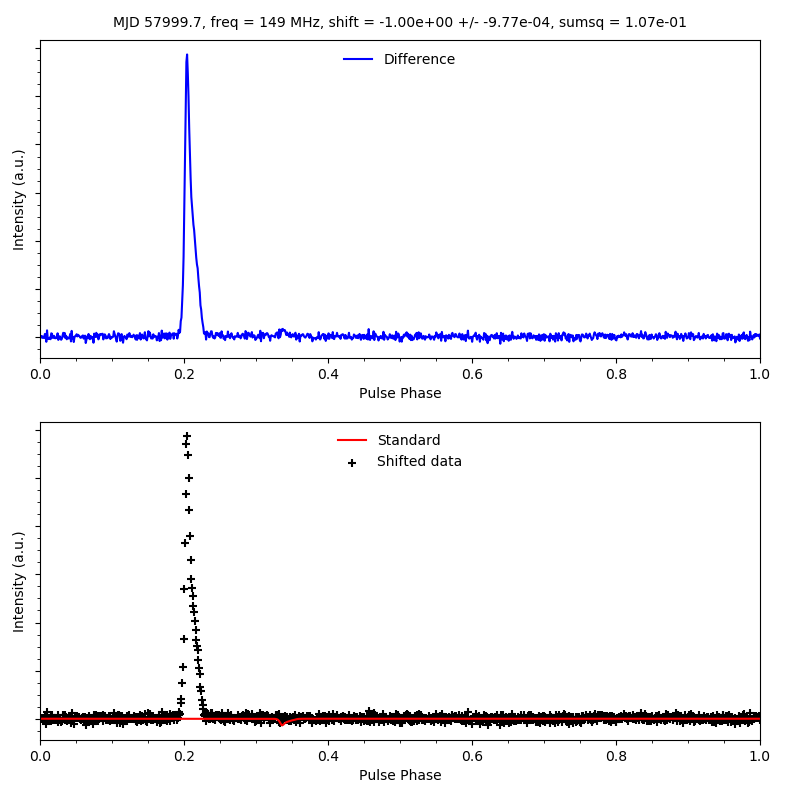 MJD 57999.7, freq = 149 MHz, shift = -1.00e+00 +/- -9.77e-04, sumsq = 1.07e-01
Difference
Intensity (a.u.)
0.0 0.2 0.4 0.6 0.8 1.0
Pulse Phase
Standard
Shifted data
Intensity (a.u.)
0.0 0.2 0.4 0.6 0.8 1.0
Pulse Phase